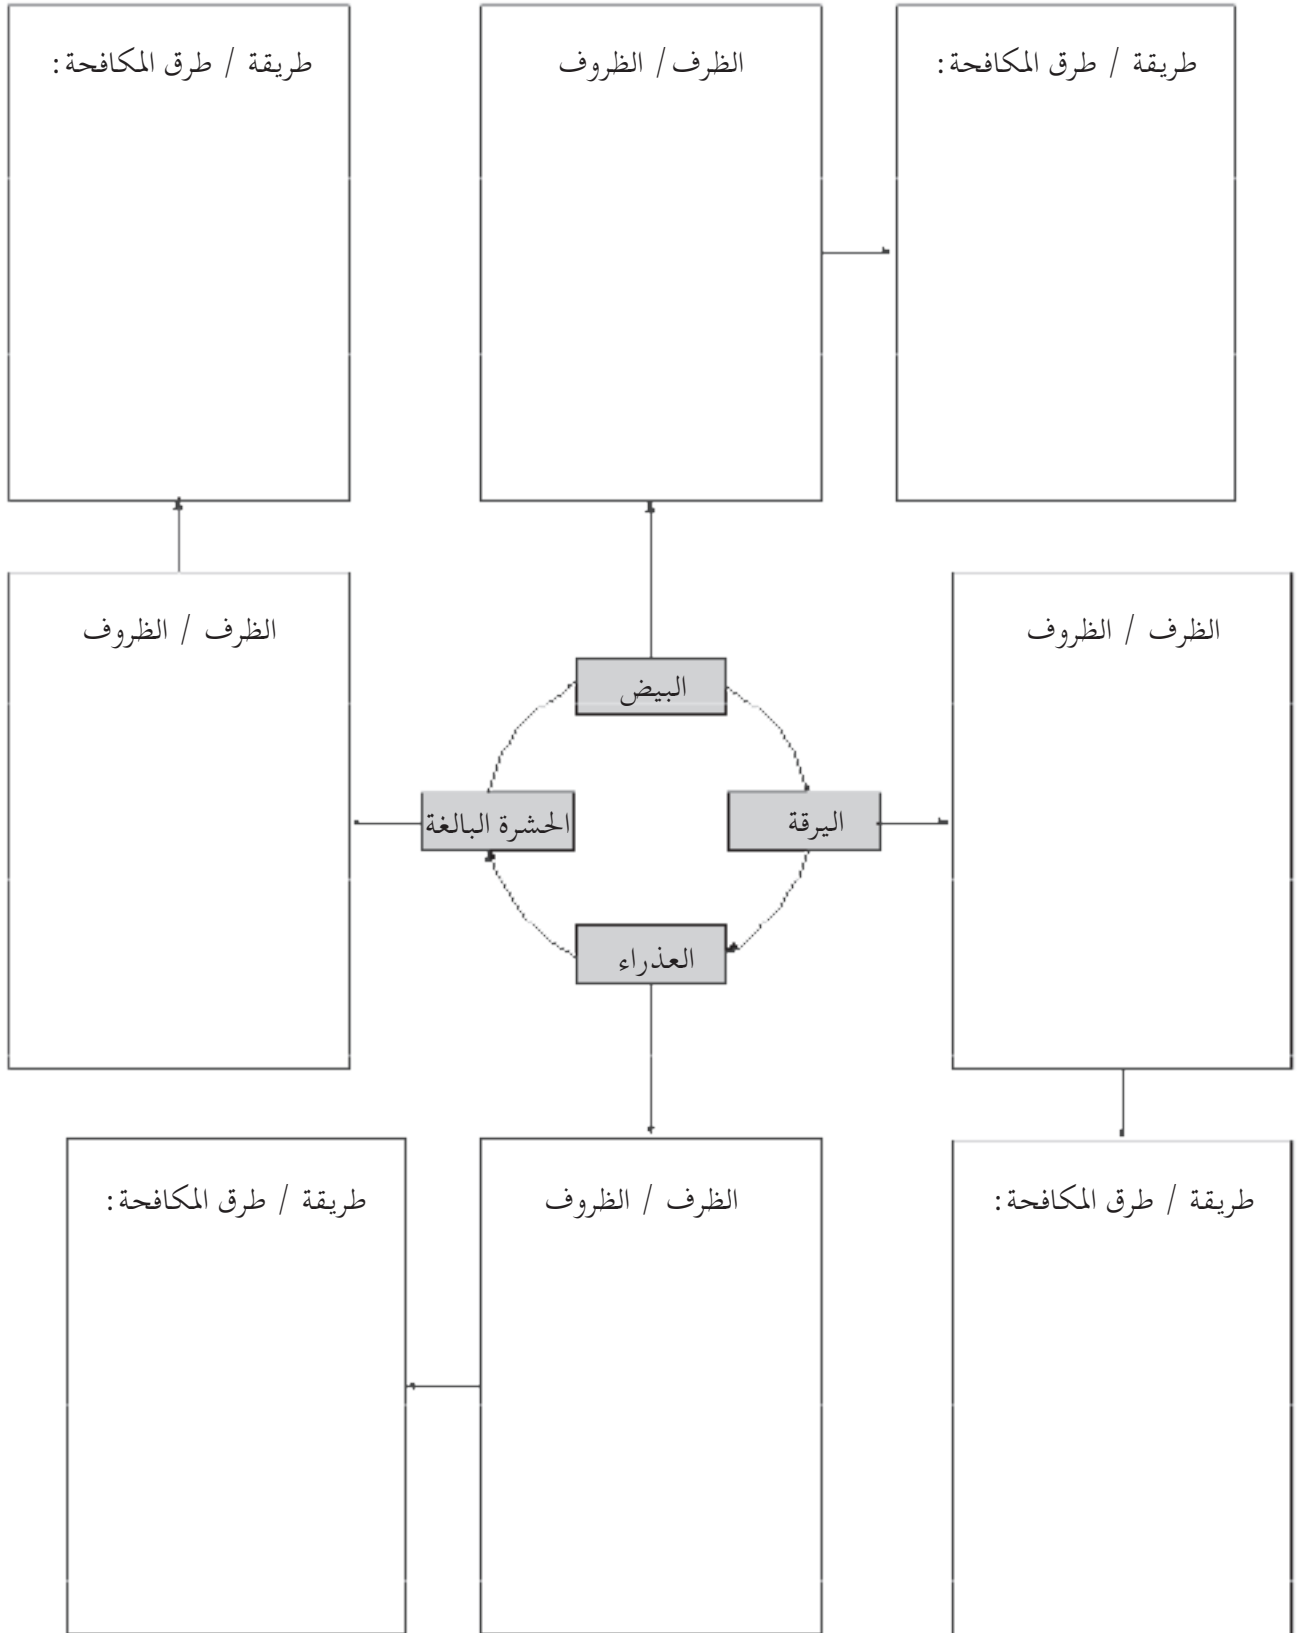 طريقة / طرق المكافحة:
الظرف/ الظروف
طريقة / طرق المكافحة:
الظرف / الظروف
الظرف / الظروف
البيض
اليرقة
الحشرة البالغة
العذراء
طريقة / طرق المكافحة:
الظرف / الظروف
طريقة / طرق المكافحة: